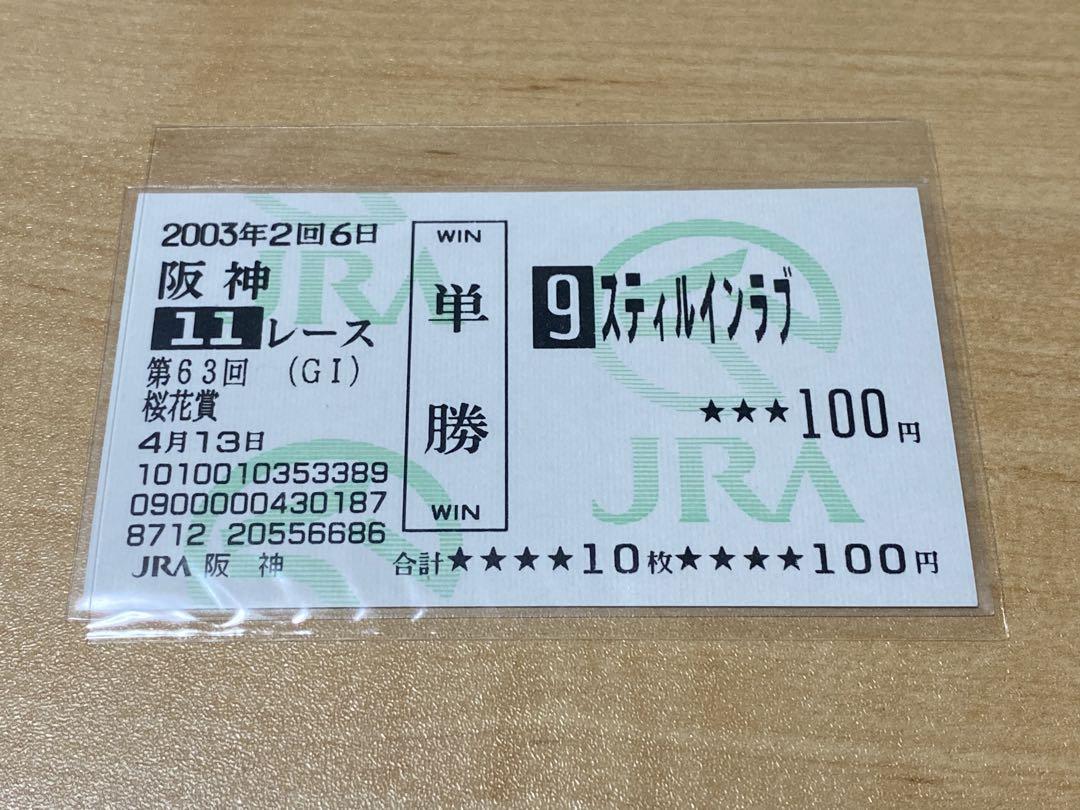 2003年2回6日
阪神
11レース
第63回 (GI)
桜花賞
4月13日
1010010353389
0900000430187
8712 20556686
JRA 阪神
WIN
単勝
WIN
9 スティルインラブ
★★★100円
合計★★★★10枚★★★★100円
JRA
JRA